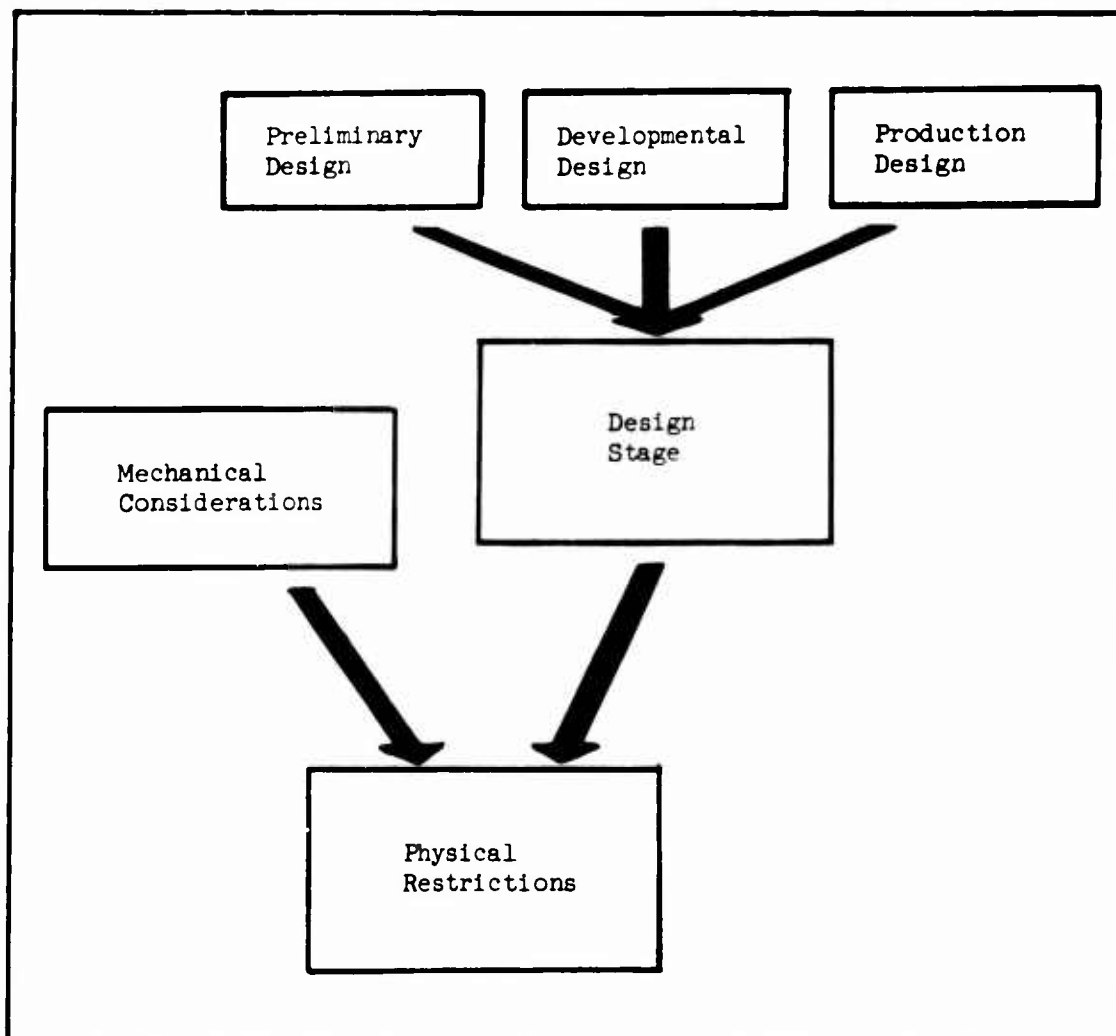 Preliminary
Design
Developmental
Design
Production
Design
Design
Stage
Mechanical
Considerations
Physical
Restrictions